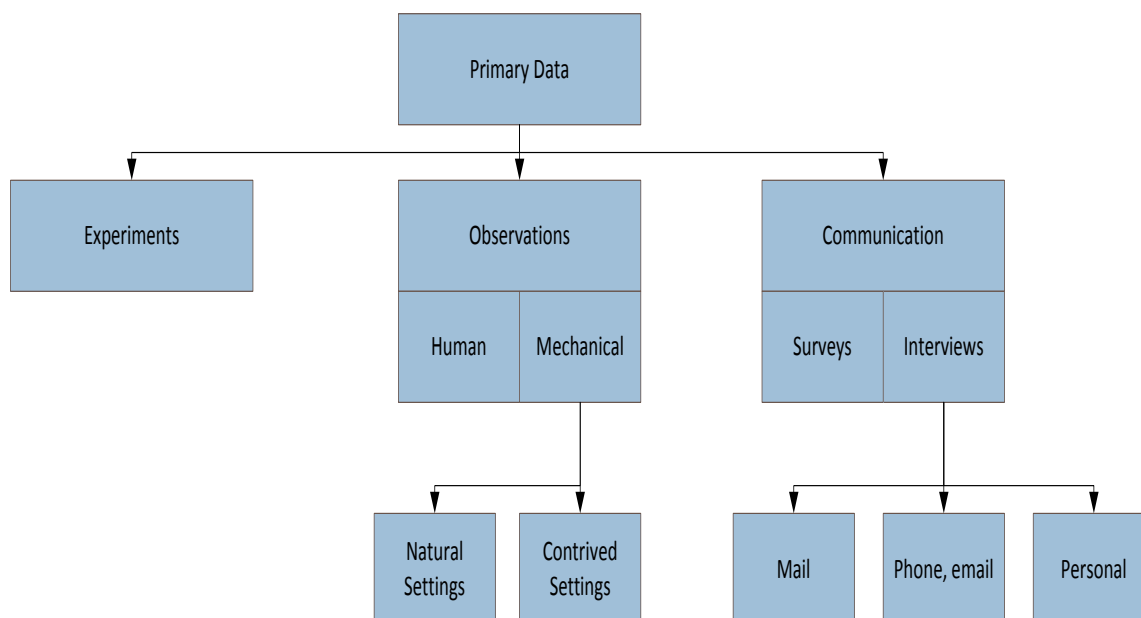 Primary Data
Experiments
Observations
Communication
Human
Mechanical
Surveys
Interviews
Natural
Settings
Contrived
Settings
Mail
Phone, email
Personal